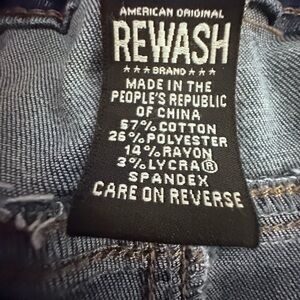 AMERICAN ORIGINAL
REWASH
★★★BRAND★★★
MADE IN THE
PEOPLE'S REPUBLIC
OF CHINA
57% COTTON
26% POLYESTER
14% RAYON
3% LYCRA®
SPANDEX
CARE ON REVERSE